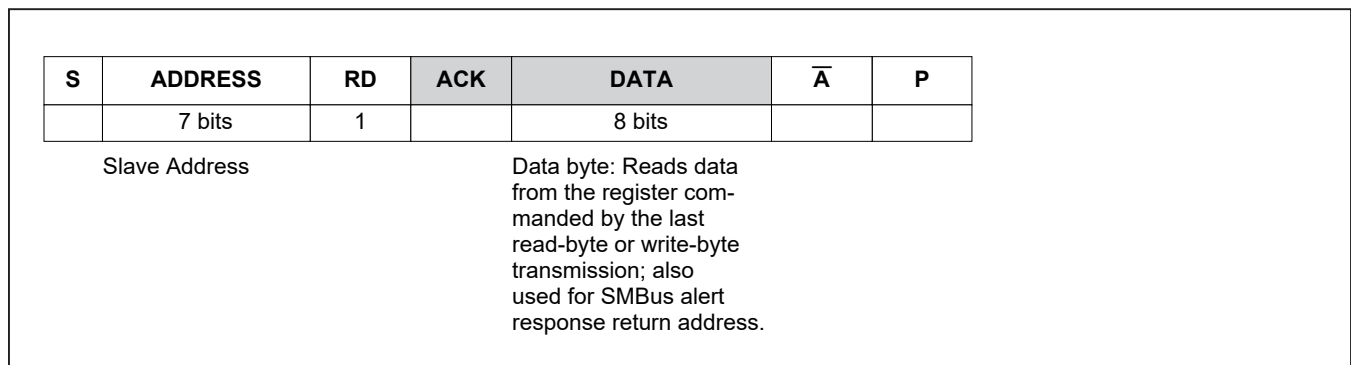 S ADDRESS RD ACK DATA A̅ P
7 bits 1 8 bits
Slave Address
Data byte: Reads data
from the register com-
manded by the last
read-byte or write-byte
transmission; also
used for SMBus alert
response return address.